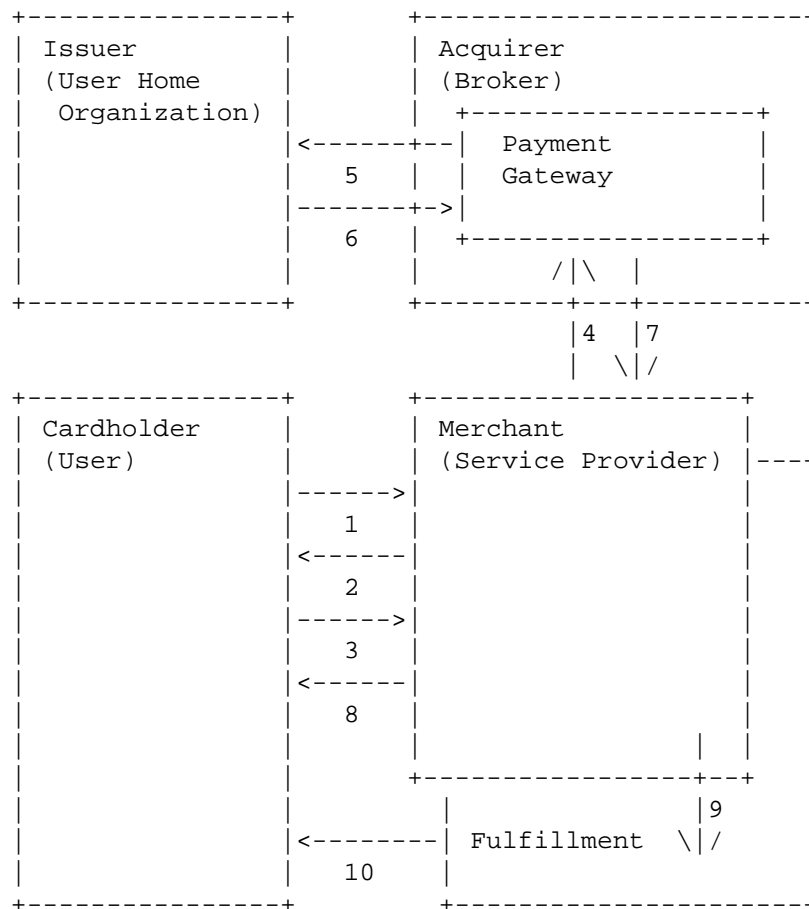 Issuer
Acquirer
(User Home
(Broker)
Organization)
Payment
5
Gateway
6
4
7
Cardholder
Merchant
(User)
(Service Provider)
1
2
3
8
9
Fulfillment
10